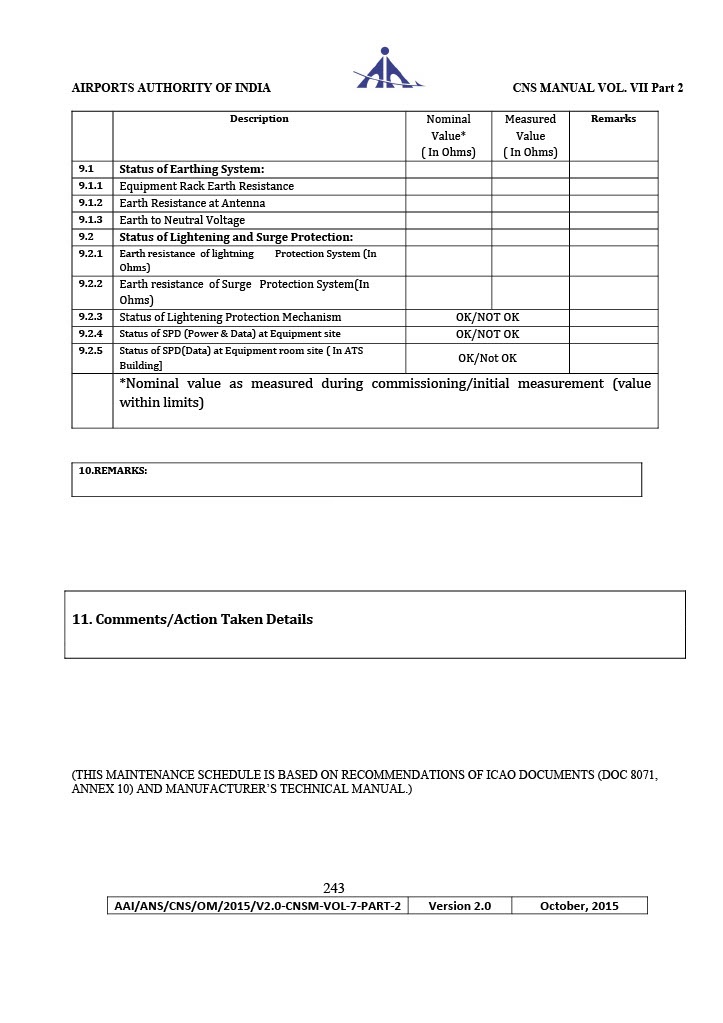 AIRPORTS AUTHORITY OF INDIA CNS MANUAL VOL. VII Part 2
Description Nominal Value* ( In Ohms) Measured Value ( In Ohms) Remarks
9.1 Status of Earthing System:
9.1.1 Equipment Rack Earth Resistance
9.1.2 Earth Resistance at Antenna
9.1.3 Earth to Neutral Voltage
9.2 Status of Lightening and Surge Protection:
9.2.1 Earth resistance of lightning Protection System (In
Ohms)
9.2.2 Earth resistance of Surge Protection System(In
Ohms)
9.2.3 Status of Lightening Protection Mechanism OK/NOT OK
9.2.4 Status of SPD (Power & Data) at Equipment site OK/NOT OK
9.2.5 Status of SPD(Data) at Equipment room site ( In ATS
Building] OK/Not OK
*Nominal value as measured during commissioning/initial measurement (value
within limits)
10.REMARKS:
11. Comments/Action Taken Details
(THIS MAINTENANCE SCHEDULE IS BASED ON RECOMMENDATIONS OF ICAO DOCUMENTS (DOC 8071,
ANNEX 10) AND MANUFACTURER'S TECHNICAL MANUAL.)
243
AAI/ANS/CNS/OM/2015/V2.0-CNSM-VOL-7-PART-2 Version 2.0 October, 2015